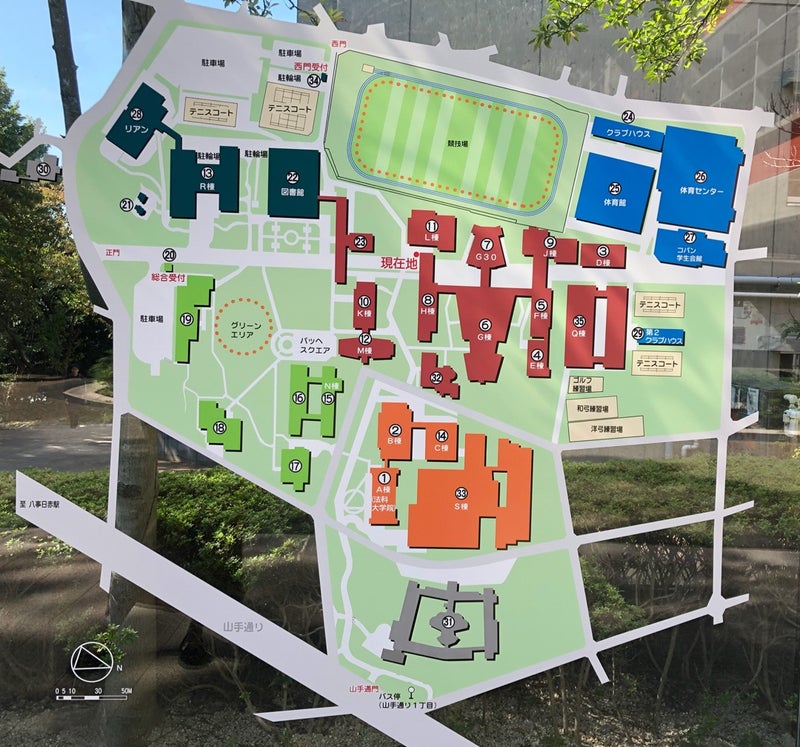 西門
駐車場
駐車場
西門受付
駐輪場
㉞
テニスコート
テニスコート
㉘
リアン
競技場
㉔
クラブハウス
㉚
駐輪場
駐輪場
⑬
R棟
㉒
図書館
㉕
体育館
㉖
体育センター
㉑
⑪
L棟
㉓
⑦
G30
⑨
J棟
③
D棟
㉗
コパン
学生会館
正門
⑳
総合受付
現在地
⑲
駐車場
グリーン
エリア
バッヘ
スクエア
⑩
K棟
⑫
M棟
⑧
H棟
⑥
G棟
⑤
F棟
④
E棟
㉟
Q棟
テニスコート
㉙
第2
クラブハウス
テニスコート
㉜
ゴルフ
練習場
和弓練習場
洋弓練習場
⑯
N棟
⑮
⑱
⑰
②
B棟
⑭
C棟
①
A棟
法科
大学院
㉝
S棟
至 八事日赤駅
山手通り
㉛
N
0 5 10 30 50M
山手通門
バス停
(山手通り1丁目)